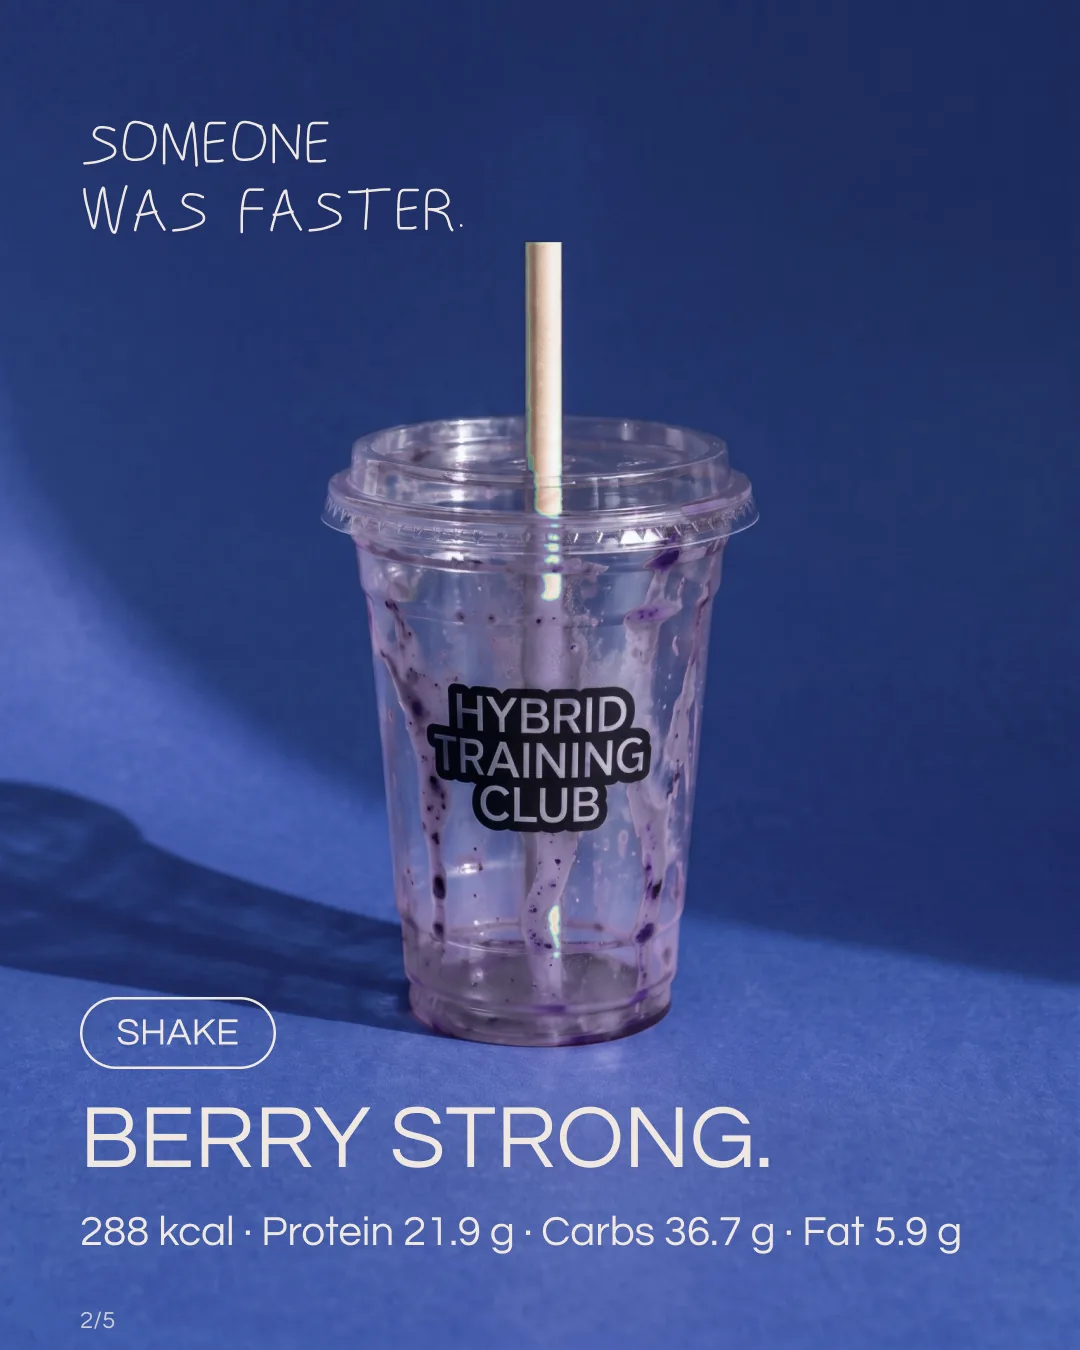 SOMEONE
WAS FASTER.
HYBRID
TRAINING
CLUB
SHAKE
BERRY STRONG.
288 kcal · Protein 21.9 g · Carbs 36.7 g · Fat 5.9 g
2/5